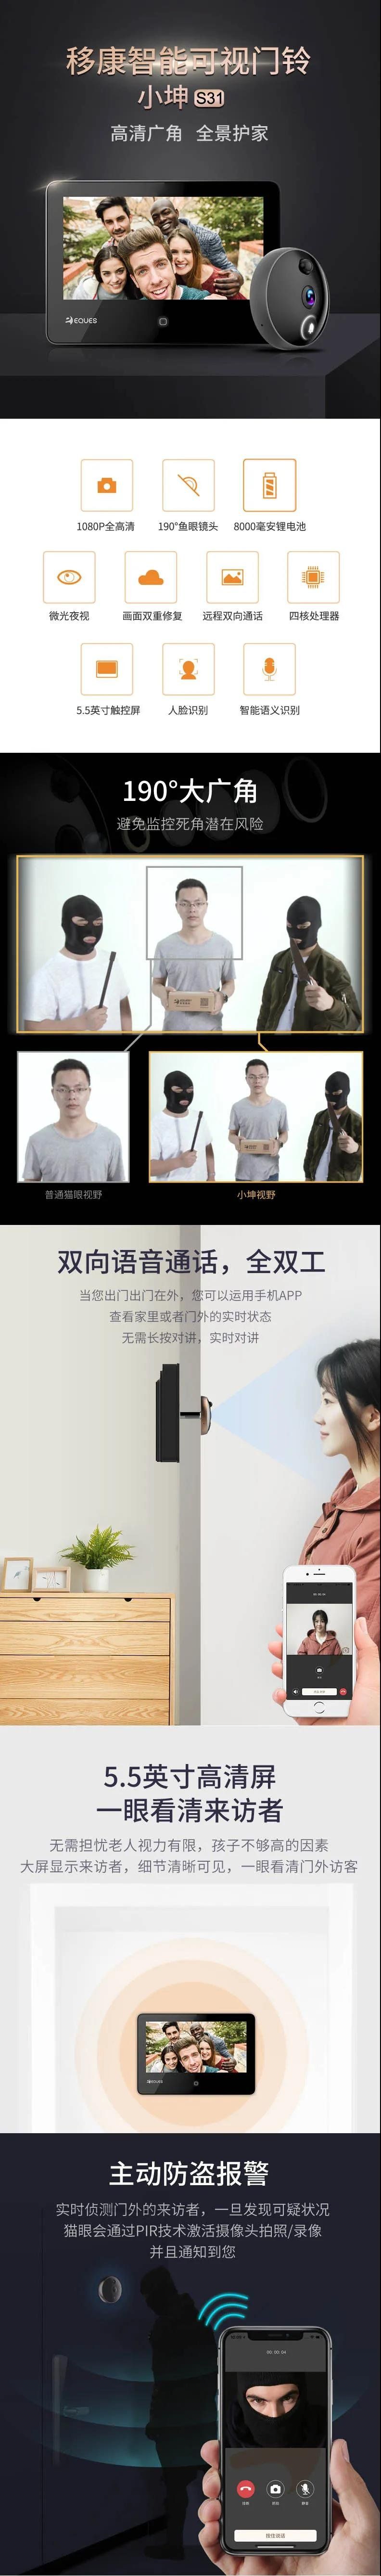 移康智能可视门铃
小坤 S31
高清广角 全景护家
EQUES
1080P全高清
190°鱼眼镜头
8000毫安锂电池
微光夜视
画面双重修复
远程双向通话
四核处理器
5.5英寸触控屏
人脸识别
智能语义识别
190°大广角
避免监控死角潜在风险
普通猫眼视野
小坤视野
双向语音通话，全双工
当您出门出门在外，您可以运用手机APP
查看家里或者门外的实时状态
无需长按对讲，实时对讲
5.5英寸高清屏
一眼看清来访者
无需担忧老人视力有限，孩子不够高的因素
大屏显示来访者，细节清晰可见，一眼看清门外访客
EQUES
主动防盗报警
实时侦测门外的来访者，一旦发现可疑状况
猫眼会通过PIR技术激活摄像头拍照/录像
并且通知到您
00: 00: 04
按住说话